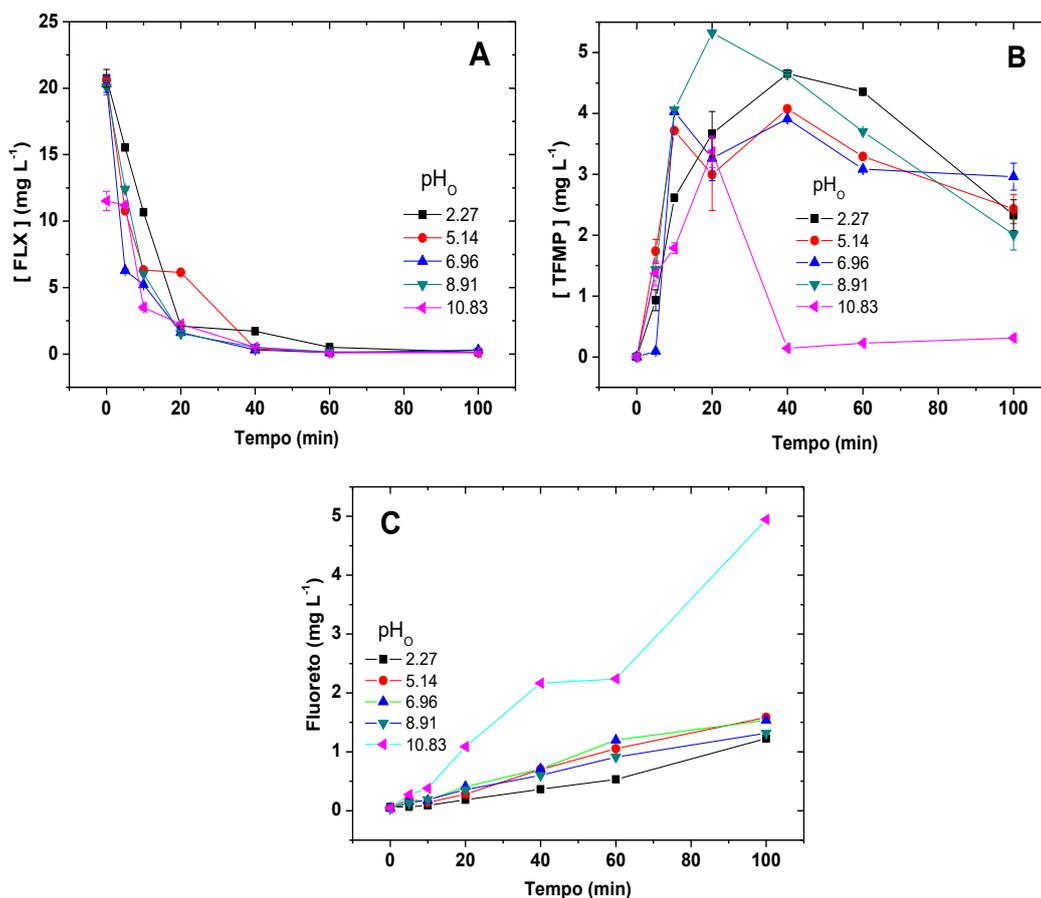 A
[ FLX ] (mg L⁻¹)
25
20
15
10
5
0
pH_O
2.27
5.14
6.96
8.91
10.83
0 20 40 60 80 100
Tempo (min)
B
[ TFMP ] (mg L⁻¹)
5
4
3
2
1
0
pH_O
2.27
5.14
6.96
8.91
10.83
0 20 40 60 80 100
Tempo (min)
C
Fluoreto (mg L⁻¹)
5
4
3
2
1
0
pH_O
2.27
5.14
6.96
8.91
10.83
0 20 40 60 80 100
Tempo (min)